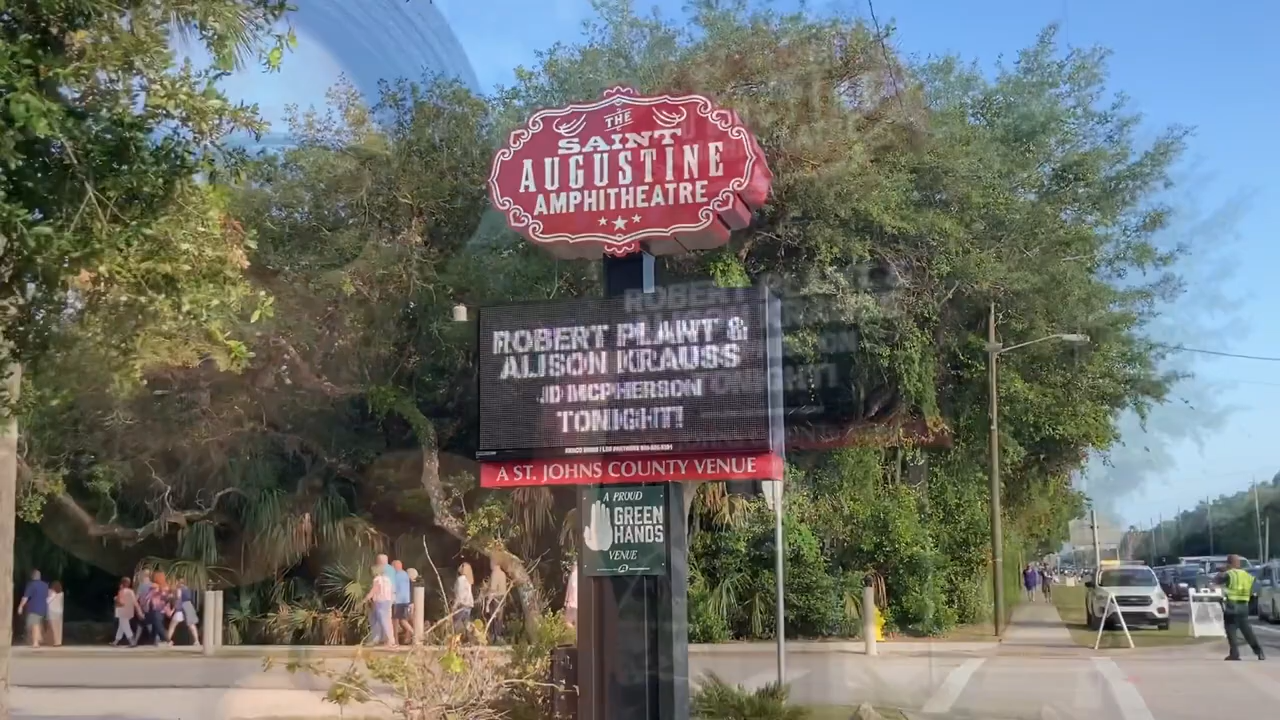 THE
SAINT
AUGUSTINE
AMPHITHEATRE
ROBERT PLANT &
ALISON KRAUSS
JD MCPHERSON
TONIGHT!
A ST. JOHNS COUNTY VENUE
A PROUD
GREEN
HANDS
VENUE